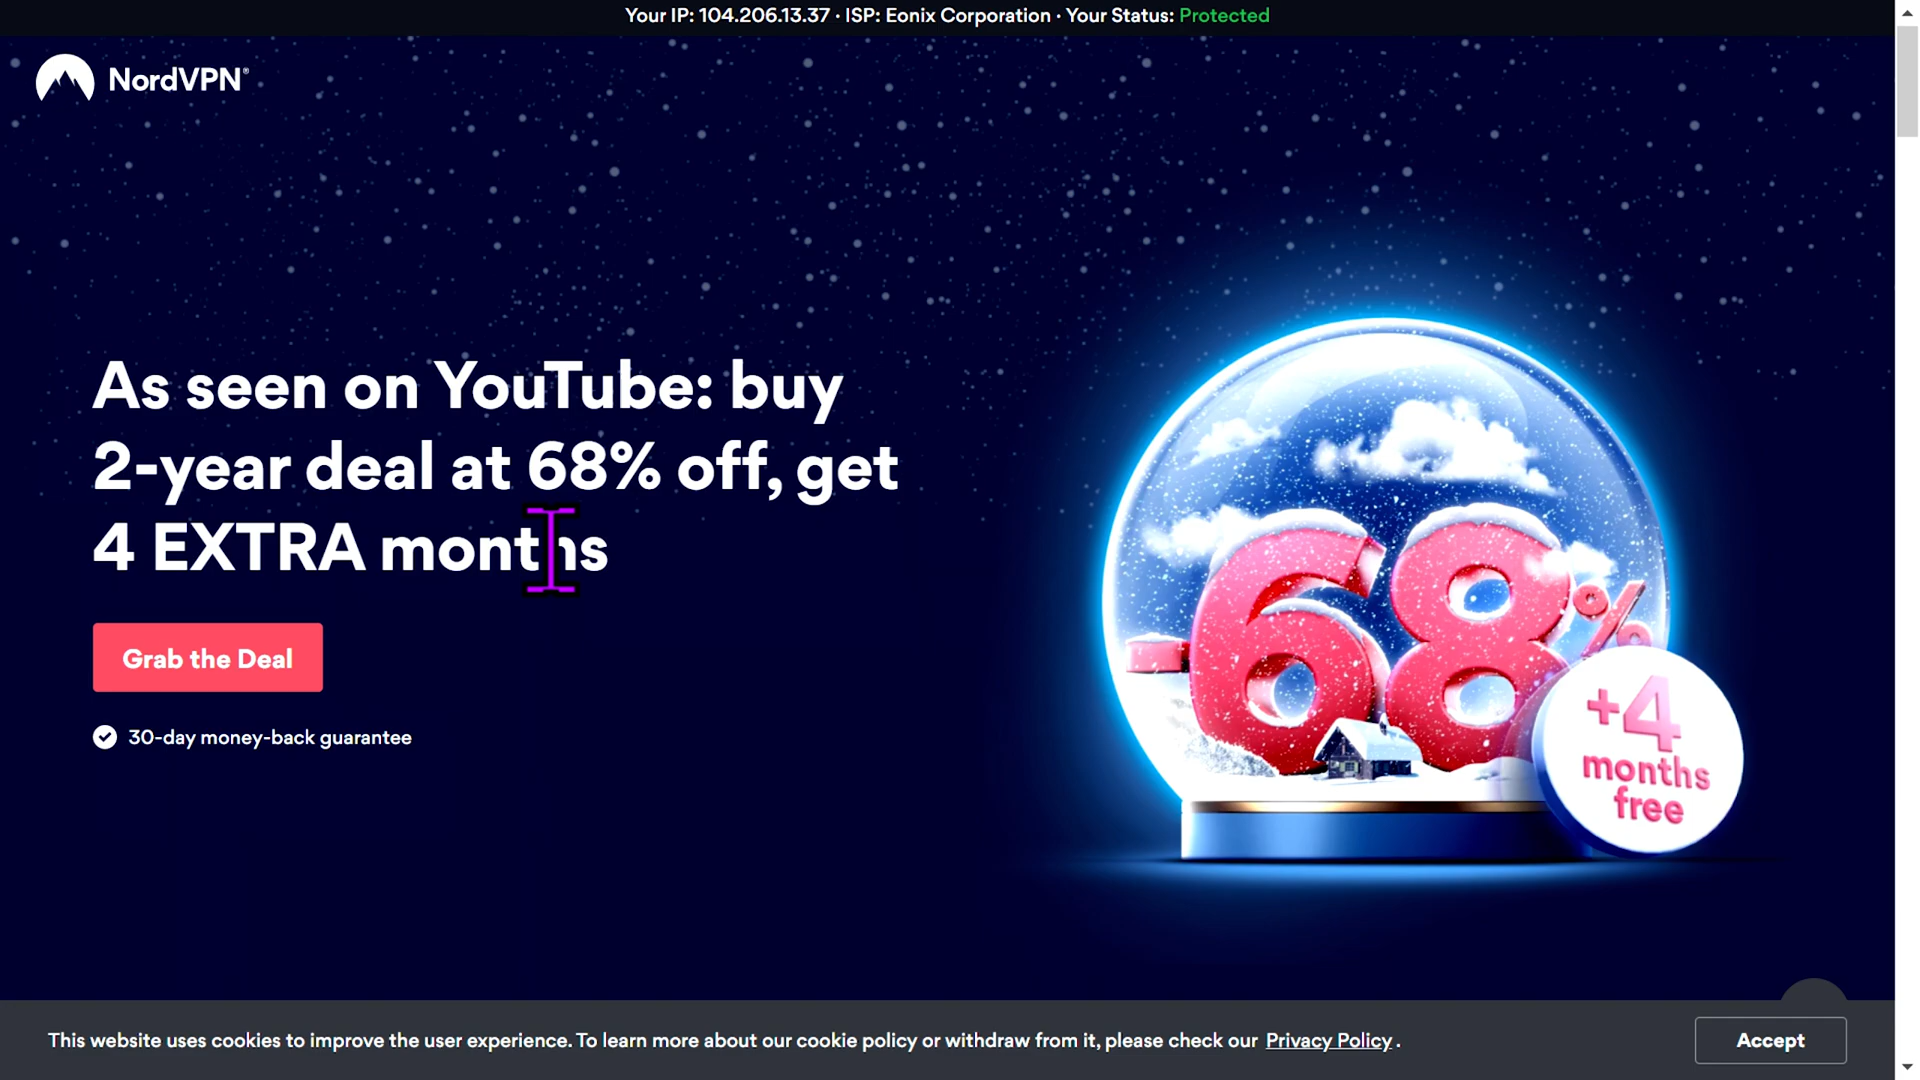 Your IP: 104.206.13.37 · ISP: Eonix Corporation · Your Status: Protected
NordVPN®
As seen on YouTube: buy
2-year deal at 68% off, get
4 EXTRA months
Grab the Deal
30-day money-back guarantee
-68%
+4
months
free
This website uses cookies to improve the user experience. To learn more about our cookie policy or withdraw from it, please check our Privacy Policy .
Accept